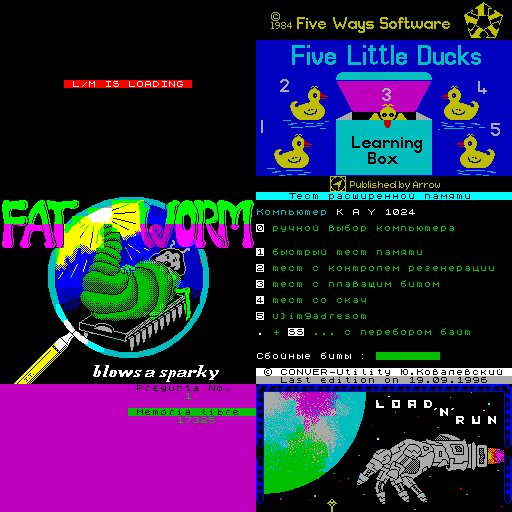 L/M IS LOADING
© 1984 Five Ways Software
Five Little Ducks
2
3
4
1
5
Learning
Box
Published by Arrow
FAT WORM
blows a sparky
Тест расширенной памяти
Компьютер K A Y 1024
0 ручной выбор компьютера
1 быстрый тест памяти
2 тест с контролем регенерации
3 тест с плавающим битом
4 тест со скач
5 v}im9adresom
. + SS ... с перебором байт
Сбойные биты :
© CONVER-Utility Ю.Ковалевский
Last edition on 19.09.1996
Pregunta No.
1
Memoria libre
LOAD
'N'
RUN